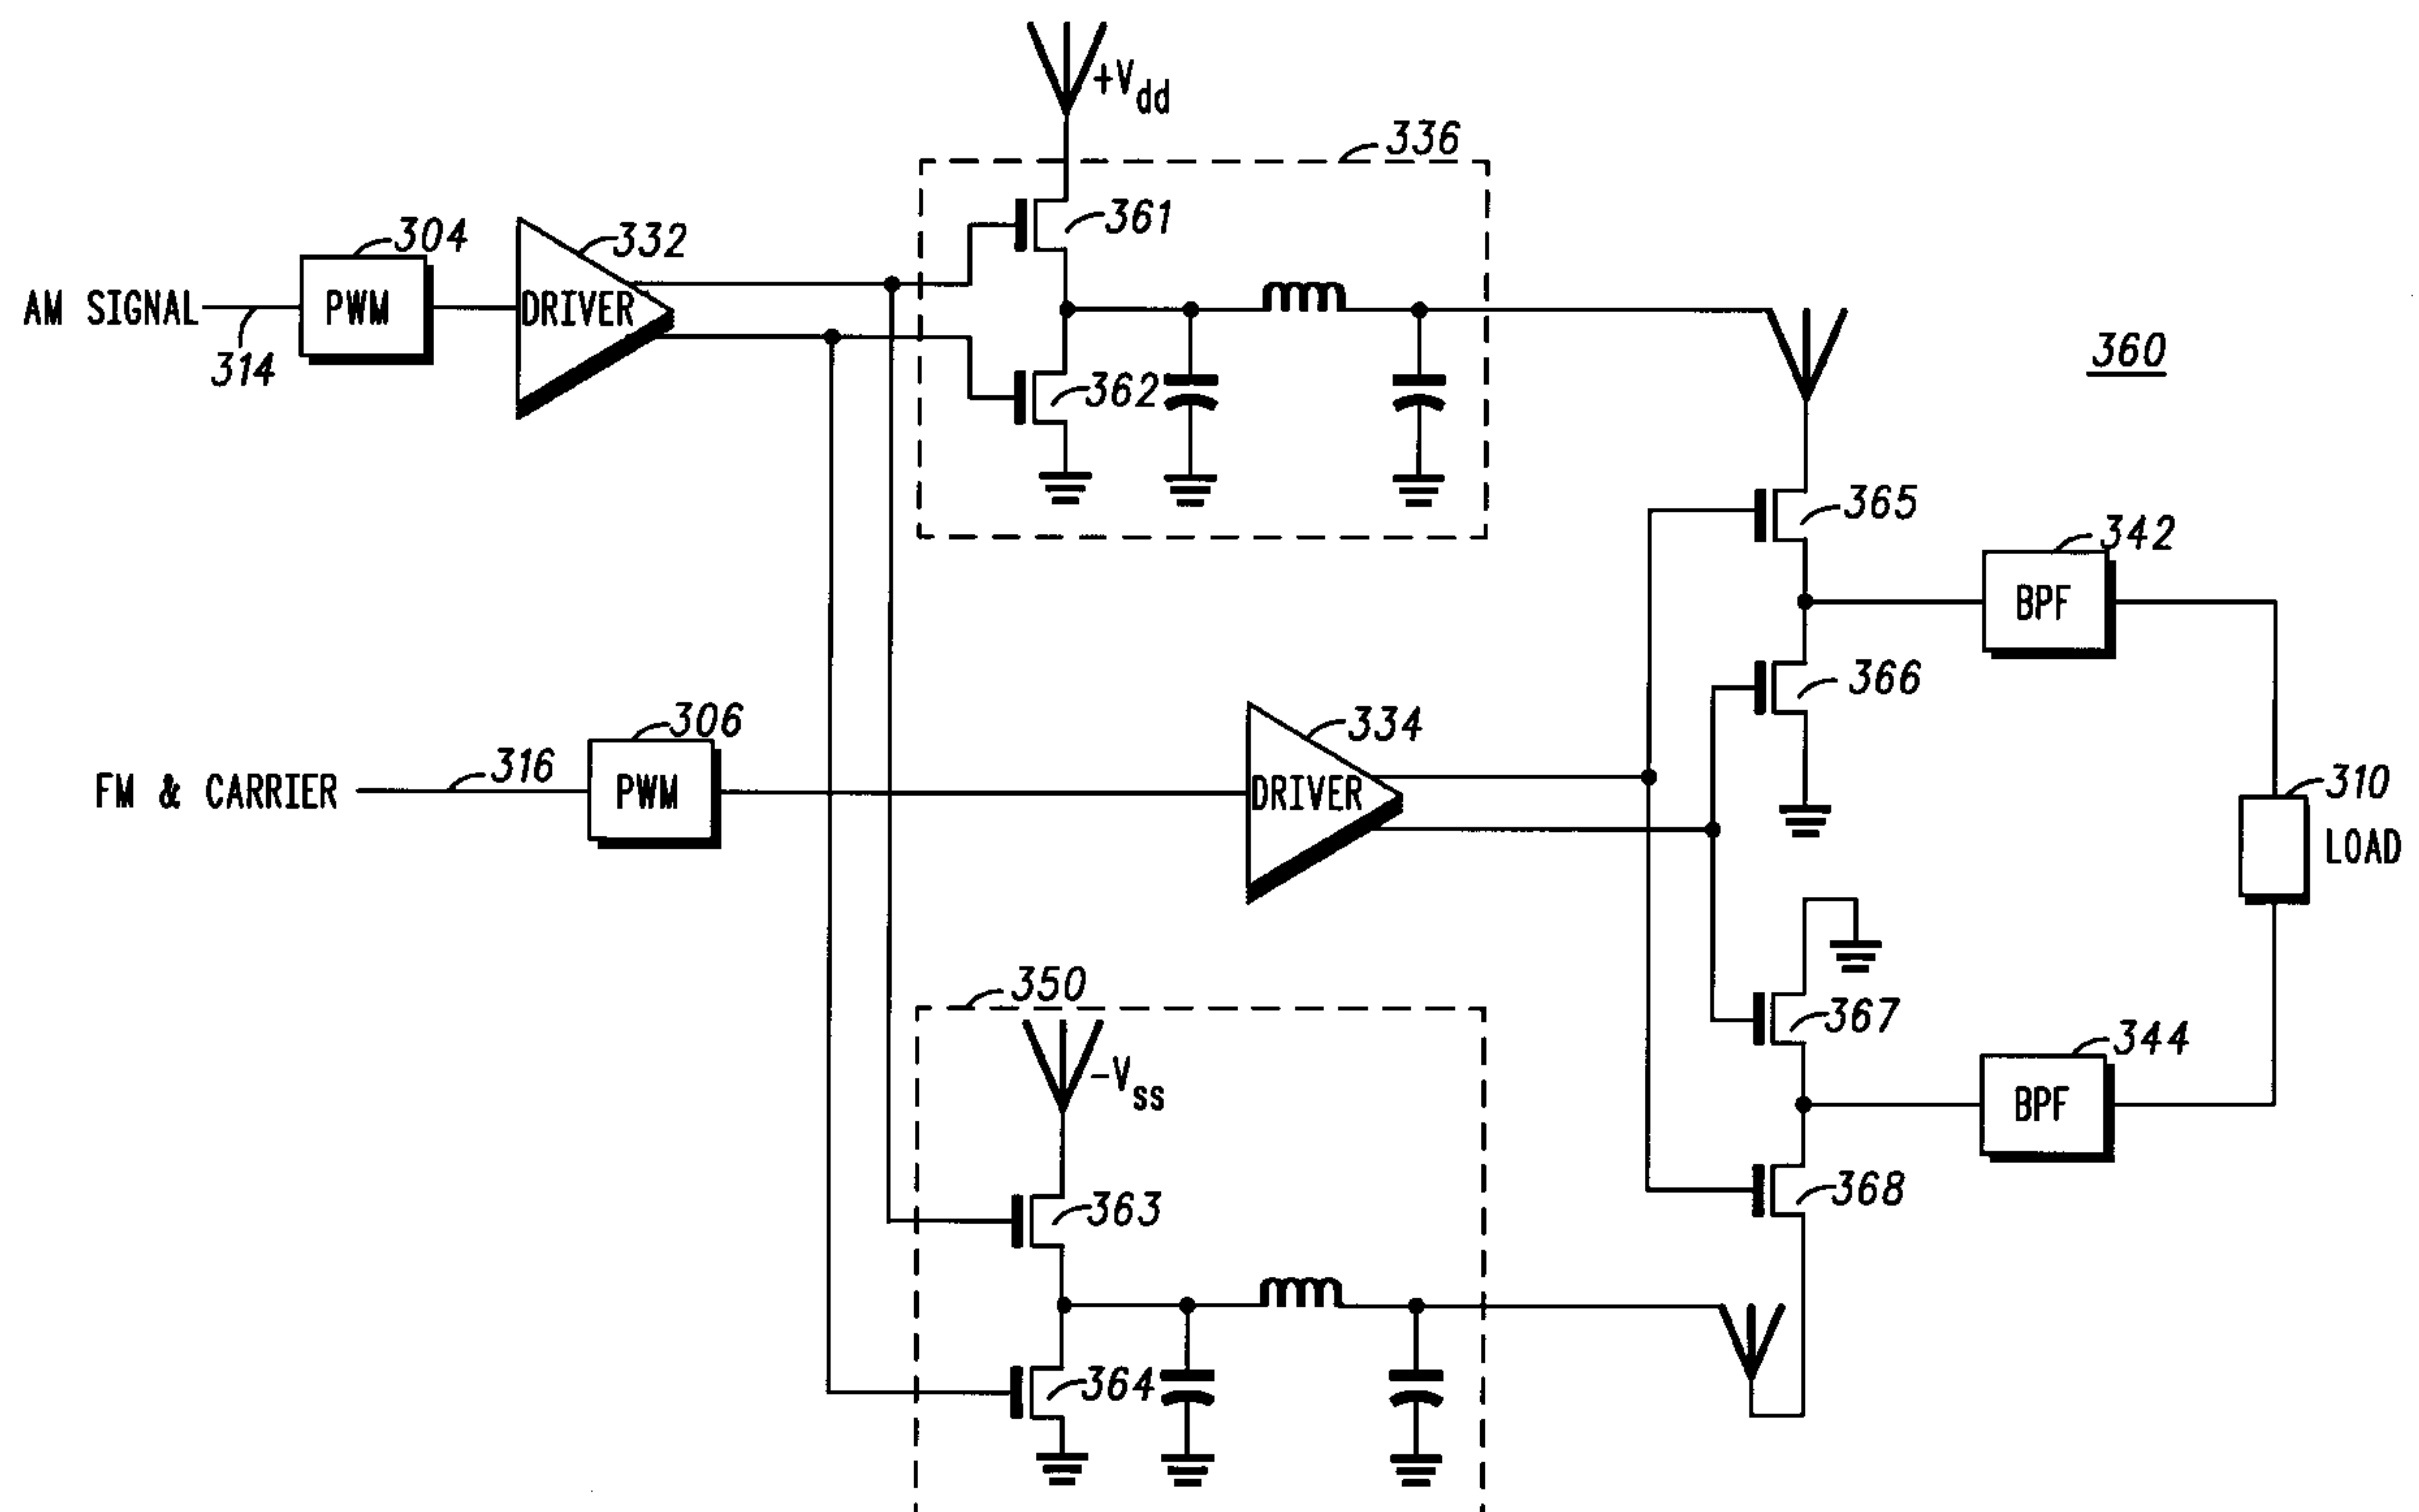 +Vdd
336
361
304
332
AM SIGNAL
PWM
DRIVER
314
362
360
365
342
BPF
366
306
334
316
FM & CARRIER
PWM
DRIVER
310
LOAD
350
367
344
-Vss
BPF
363
368
364